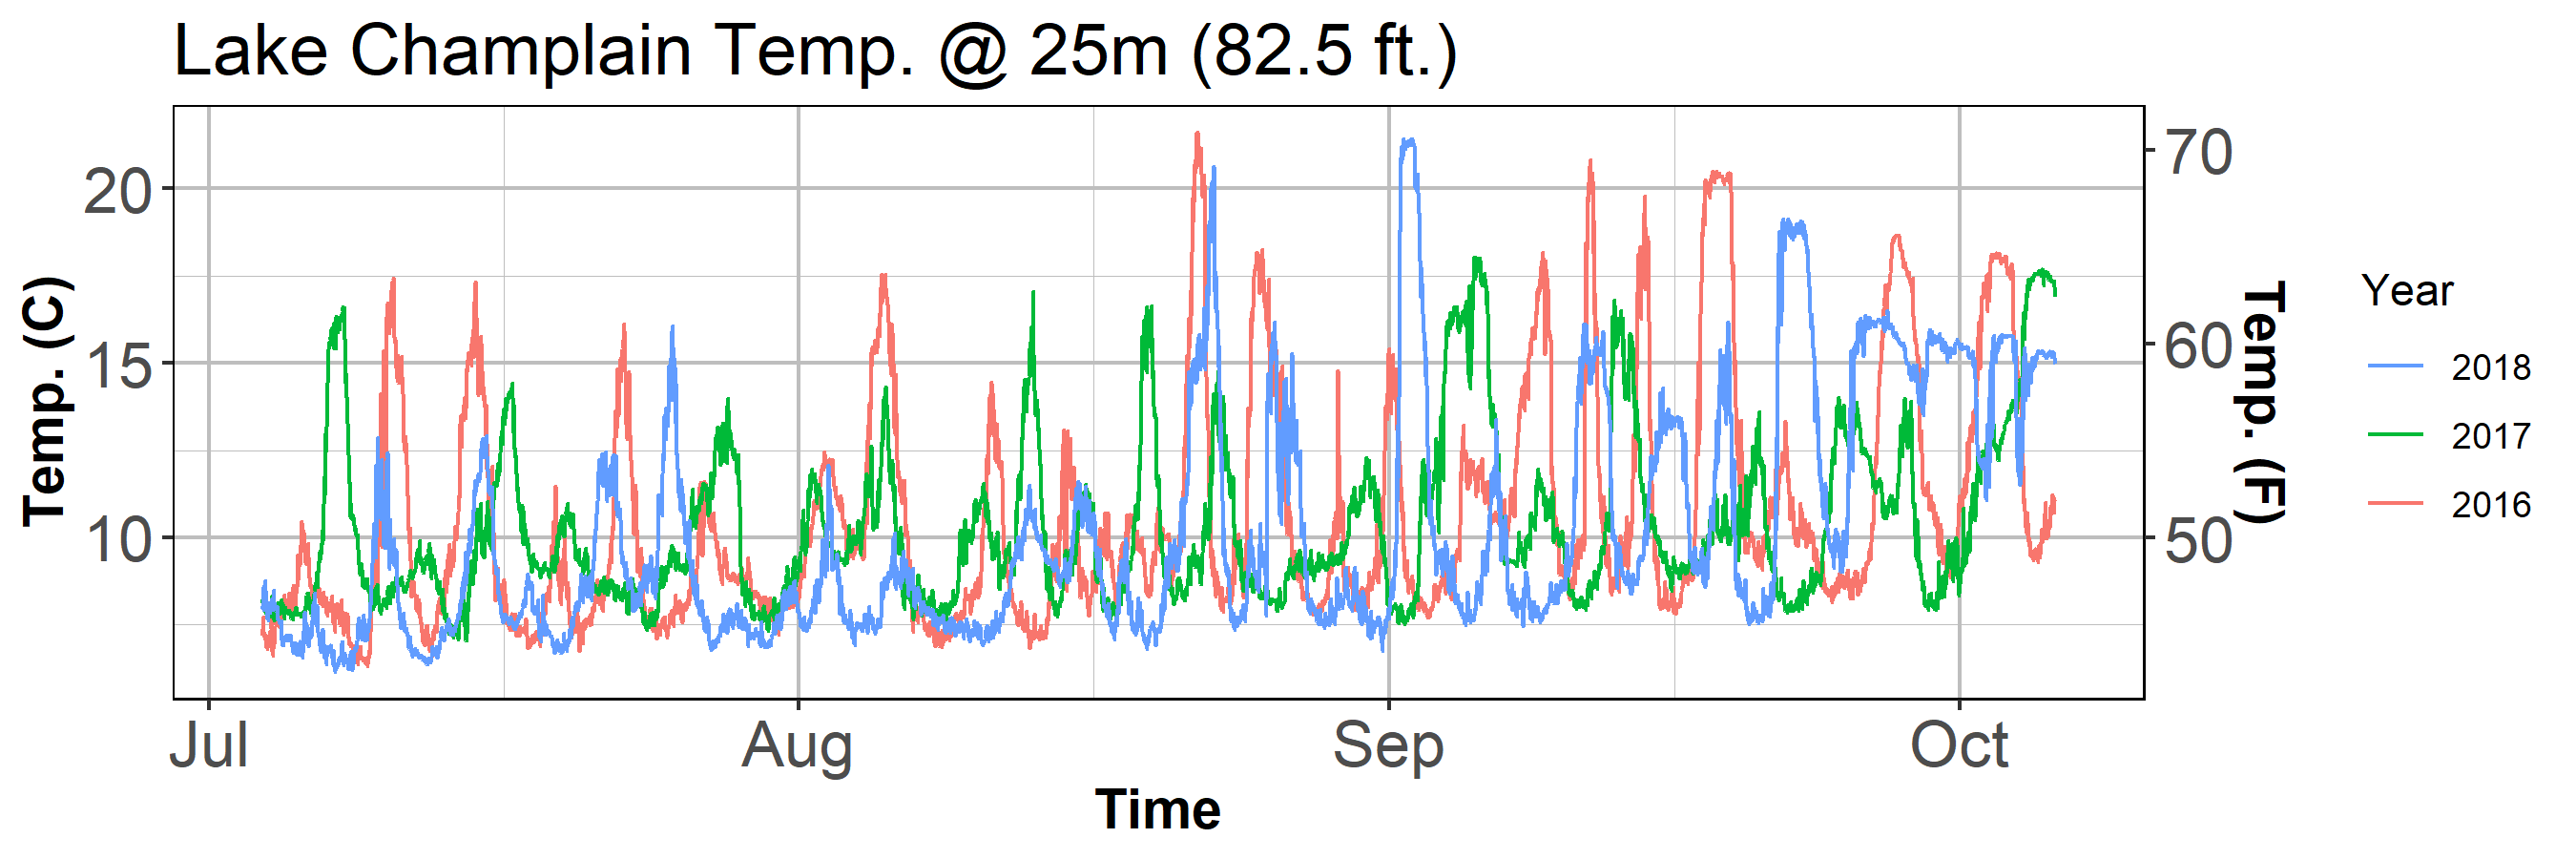 Lake Champlain Temp. @ 25m (82.5 ft.)
Temp. (C)
20
15
10
70
60
50
Temp. (F)
Jul
Aug
Sep
Oct
Time
Year
2018
2017
2016